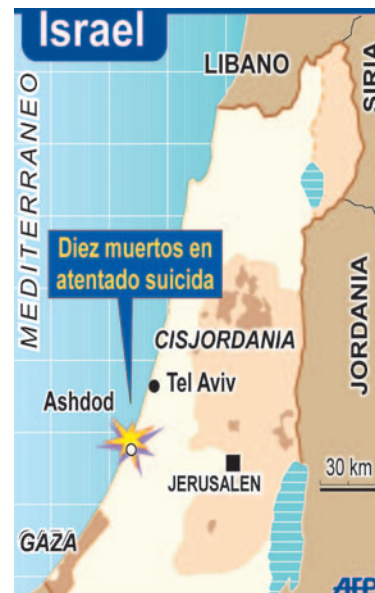 Israel
LIBANO
SIRIA
MEDITERRANEO
Diez muertos en
atentado suicida
CISJORDANIA
JORDANIA
Tel Aviv
Ashdod
JERUSALEN
30 km
GAZA
AFP